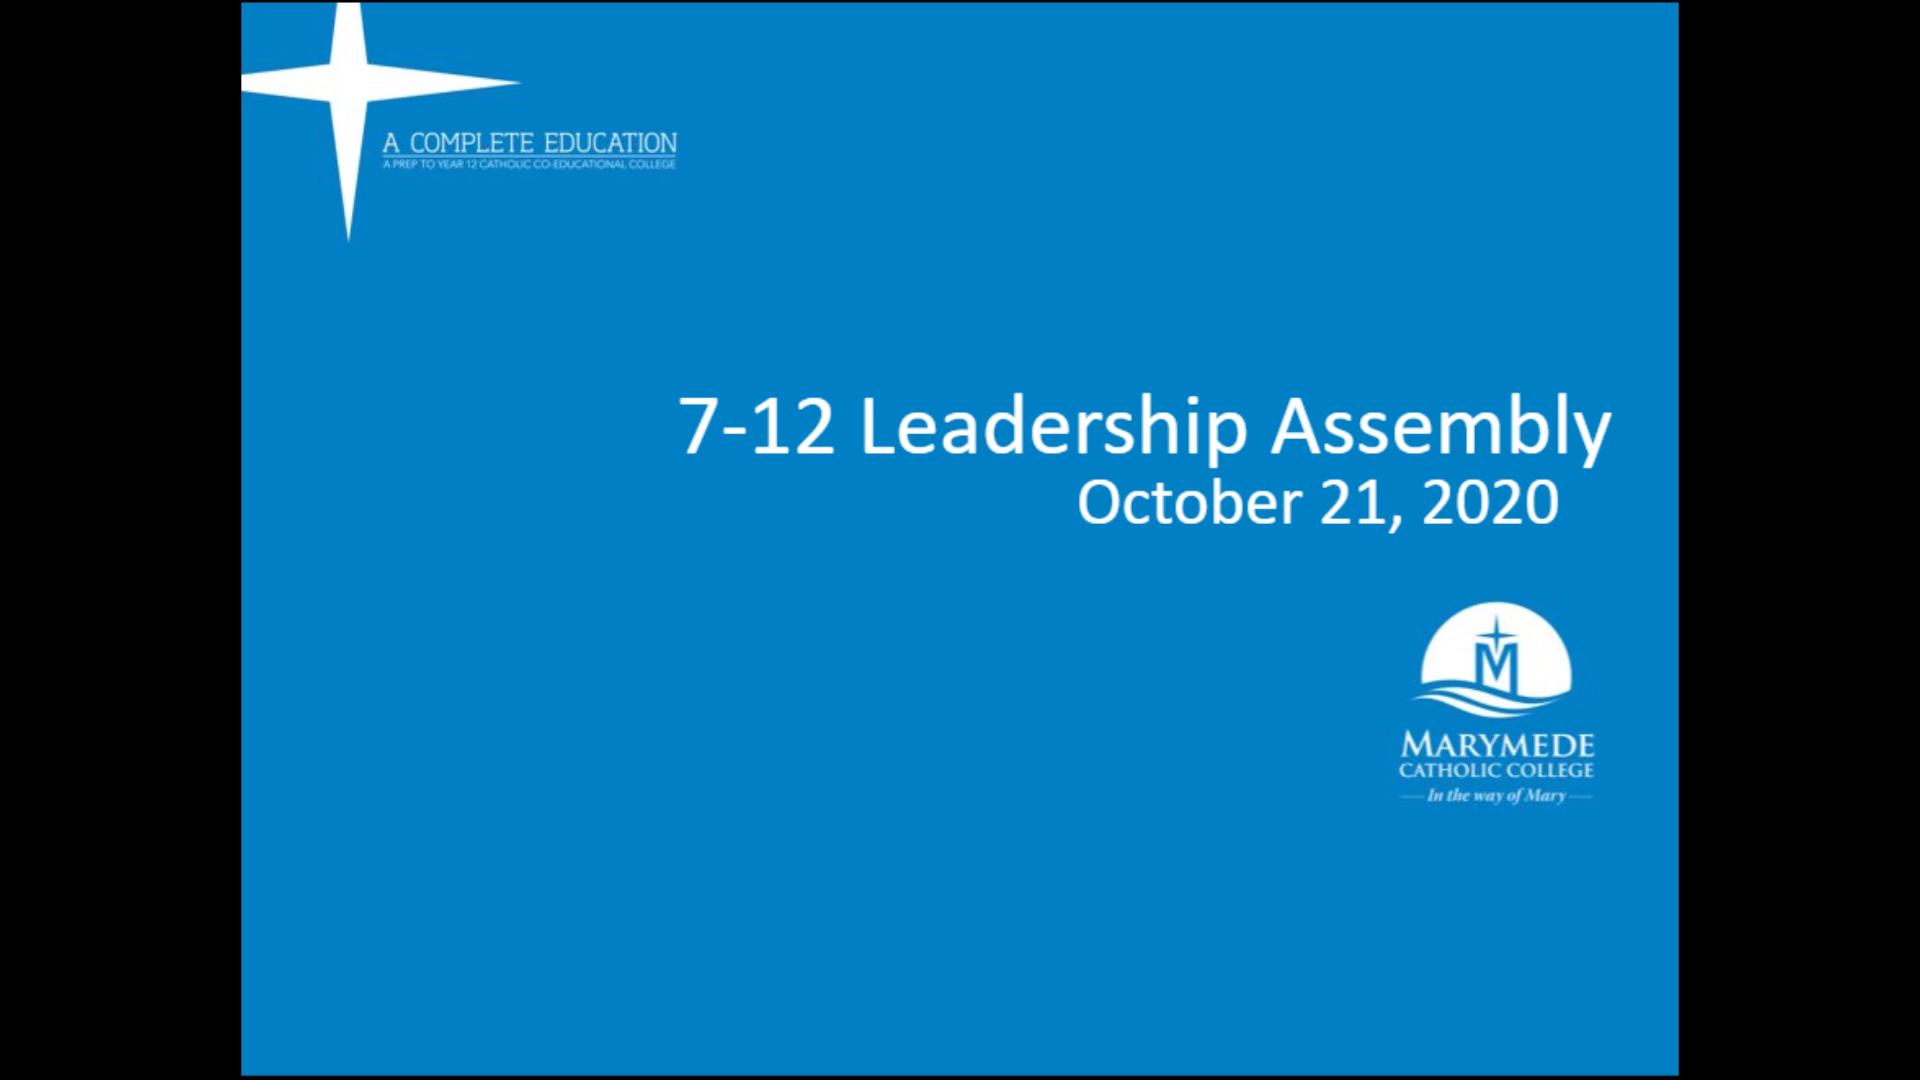 A COMPLETE EDUCATION
A PREP TO YEAR 12 CATHOLIC CO-EDUCATIONAL COLLEGE
7-12 Leadership Assembly
October 21, 2020
M
MARYMEDE
CATHOLIC COLLEGE
In the way of Mary